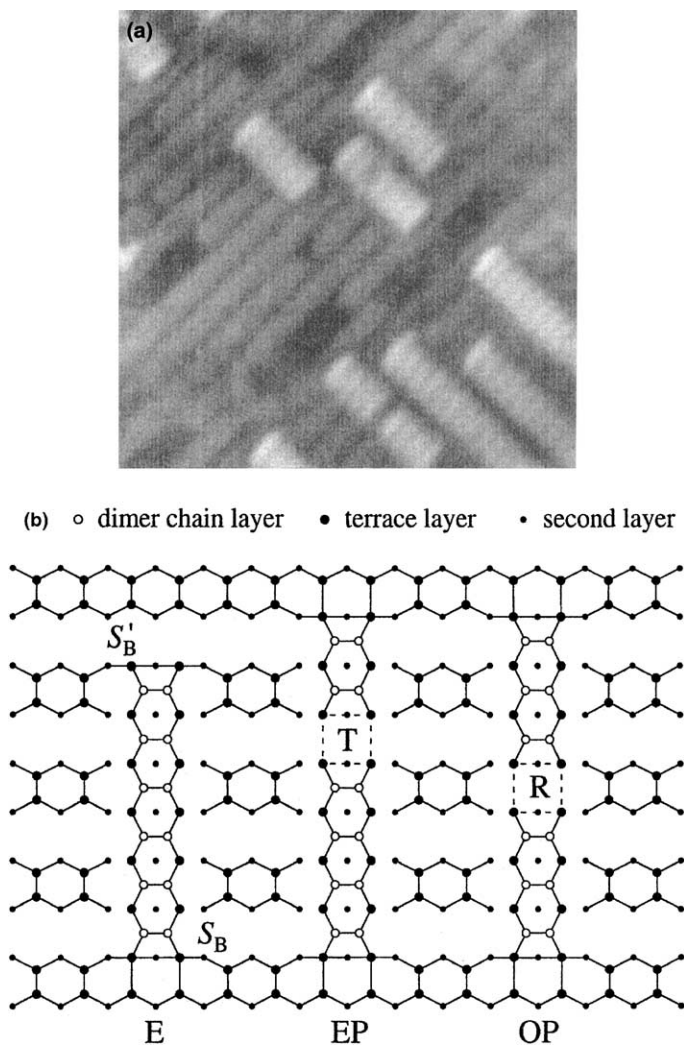 (a)
(b) ○ dimer chain layer ● terrace layer • second layer
S'B
T
R
SB
E EP OP